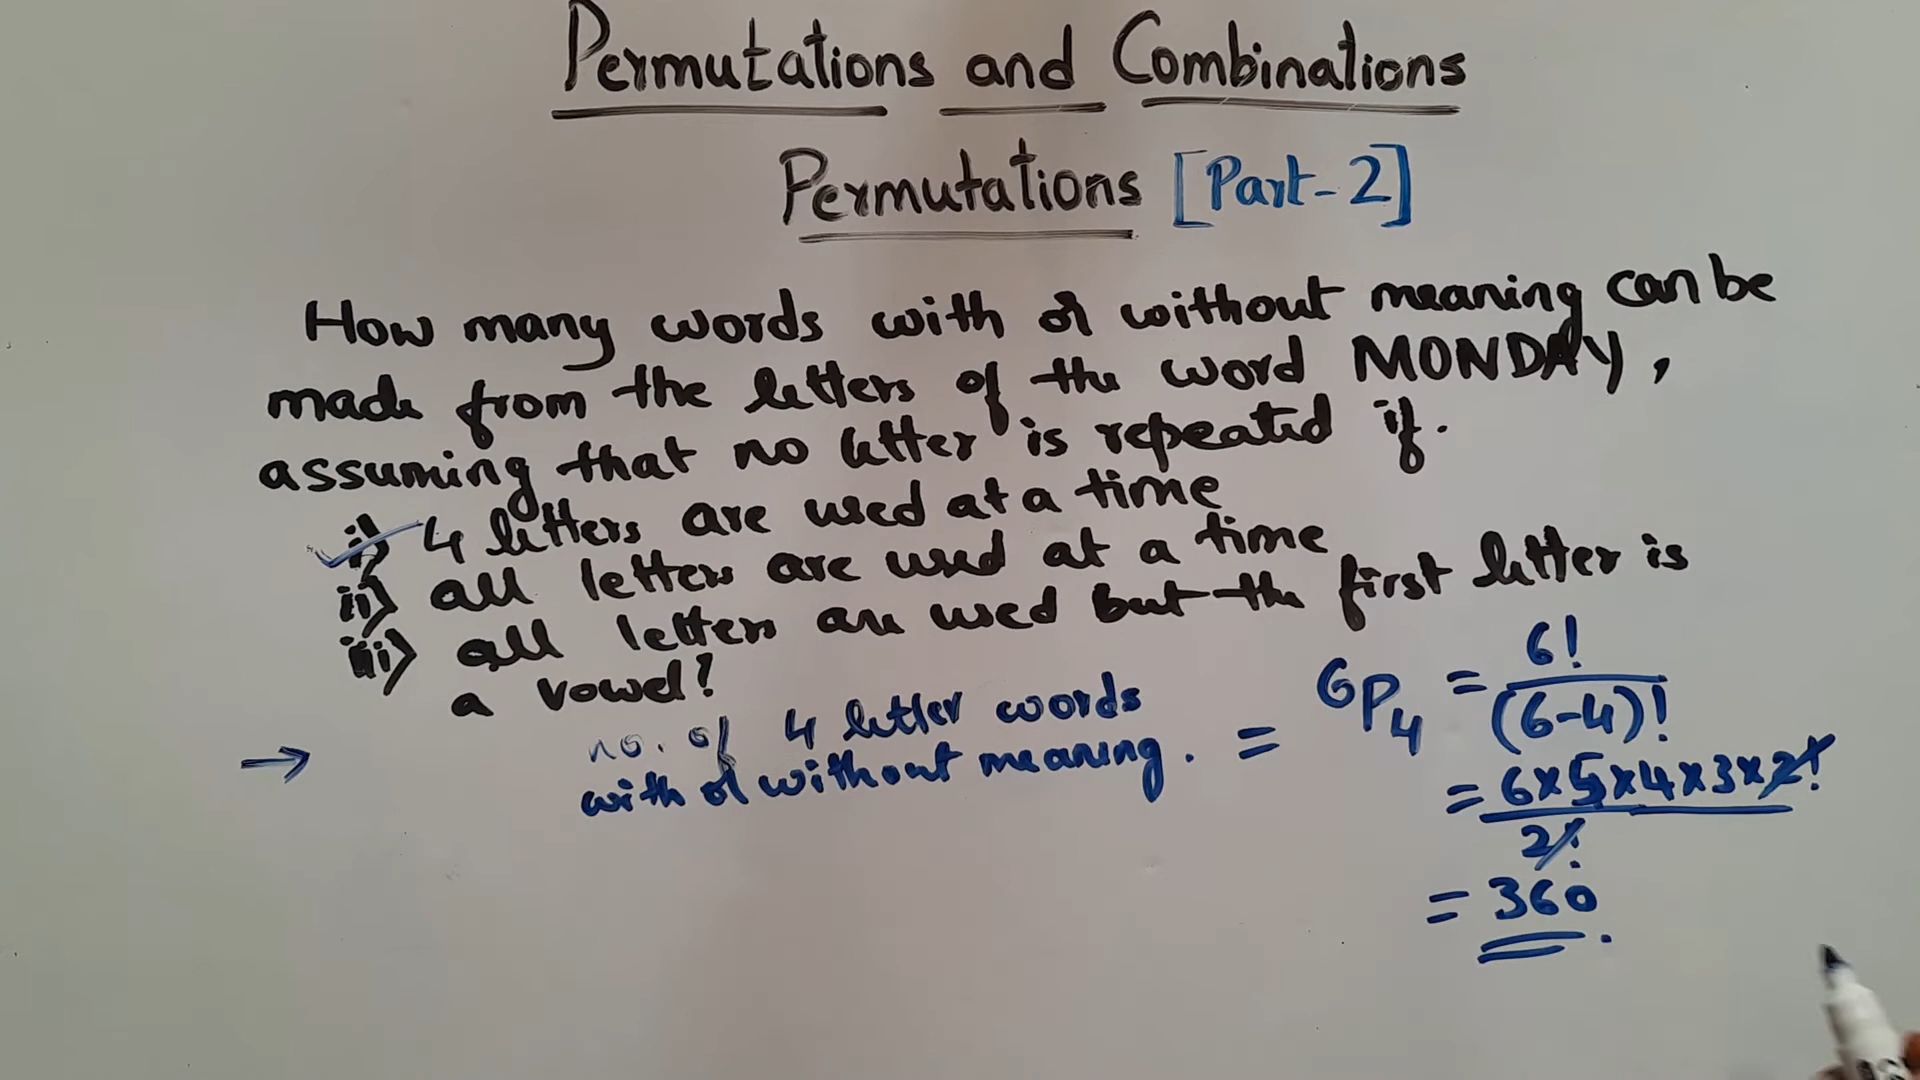 Permutations and Combinations
Permutations [Part-2]
How many words with or without meaning can be
made from the letters of the word MONDAY,
assuming that no letter is repeated if.
i) 4 letters are used at a time
ii) all letters are used at a time
iii) all letters are used but the first letter is
a vowel?
→ no. of 4 letter words
with or without meaning. = 6P4 = 6!/(6-4)!
= 6×5×4×3×2!/2!
= 360.